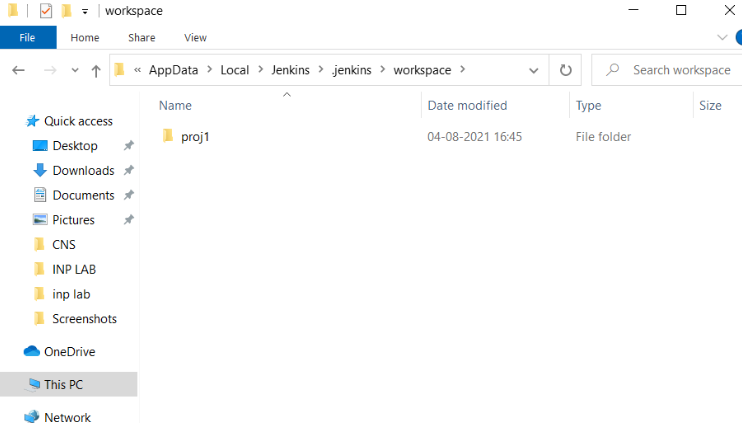 workspace
File Home Share View
« AppData > Local > Jenkins > .jenkins > workspace >
Search workspace
Name Date modified Type Size
proj1 04-08-2021 16:45 File folder
Quick access
Desktop
Downloads
Documents
Pictures
CNS
INP LAB
inp lab
Screenshots
OneDrive
This PC
Network